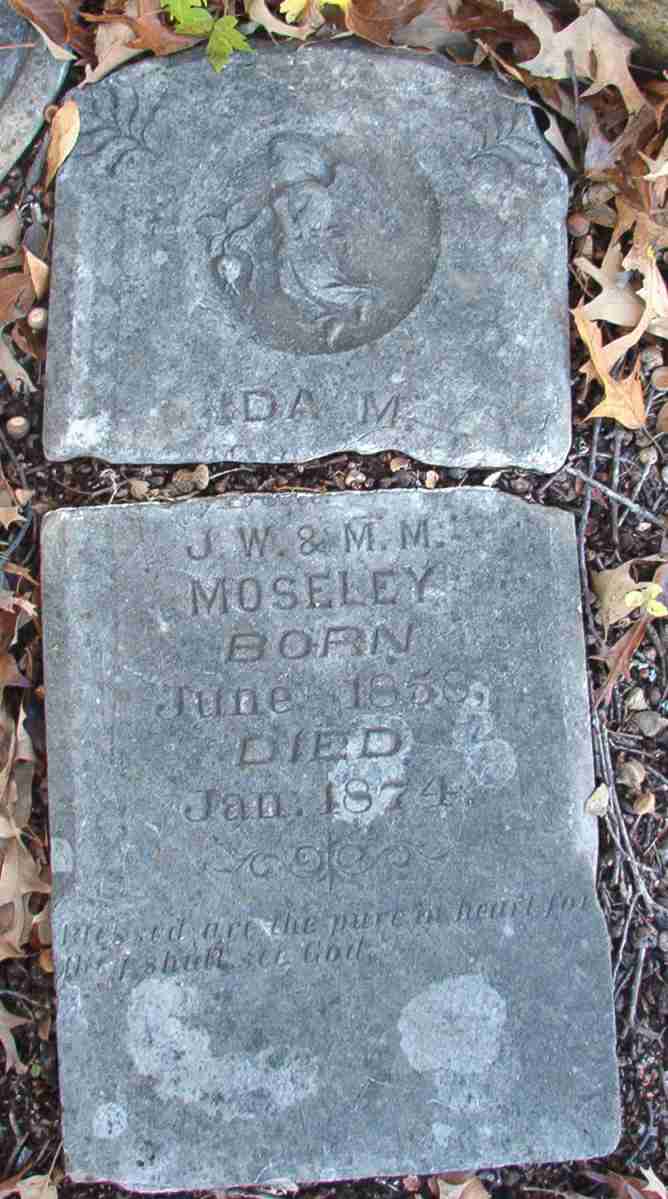 IDA M.
J. W. & M. M.
MOSELEY
BORN
June
DIED
Jan. 1874
Blessed are the pure in heart for
they shall see God.